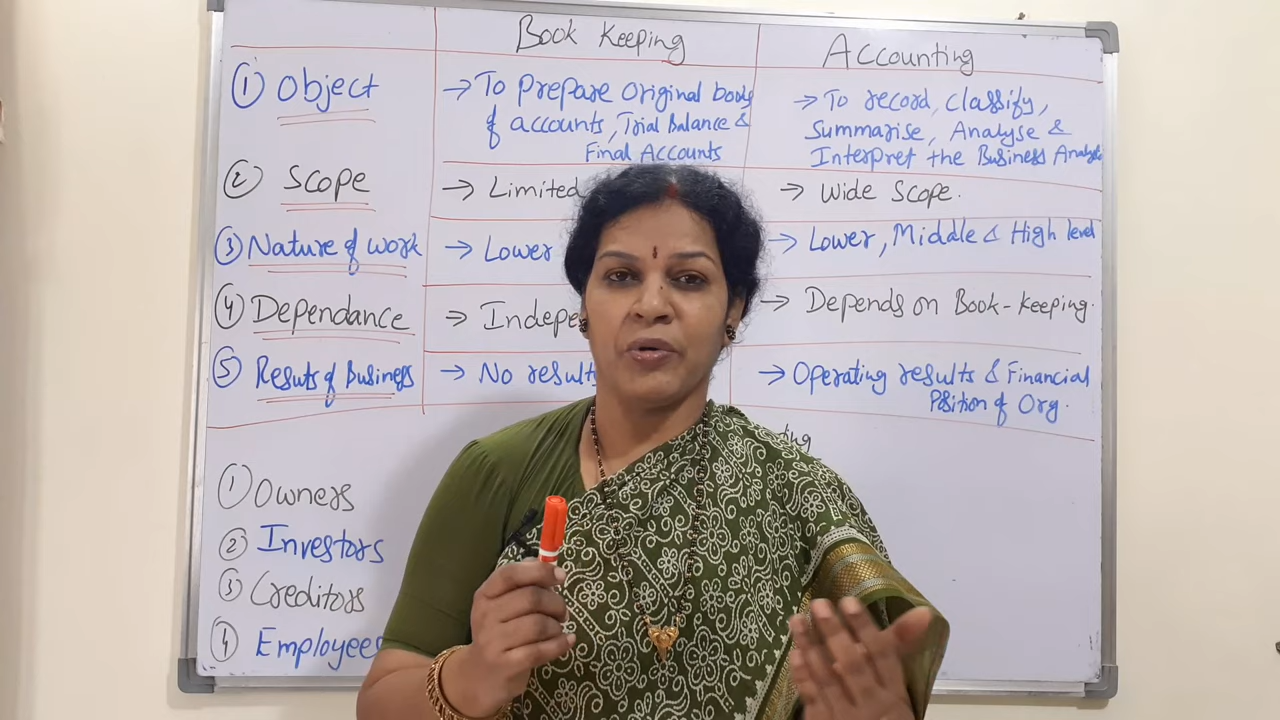 Book Keeping
Accounting
① Object
→ To Prepare Original books
of accounts, Trial Balance &
Final Accounts
→ To record, classify,
Summarise, Analyse &
Interpret the Business Analysis
② Scope
→ Limited
→ Wide Scope.
③ Nature of work
→ Lower
→ Lower, Middle & High level
④ Dependance
→ Depends on Book-Keeping.
⑤ Resuts of Business
→ No results
→ Operating results & Financial
Position of Org.
① Owners
② Investors
③ Creditors
④ Employees